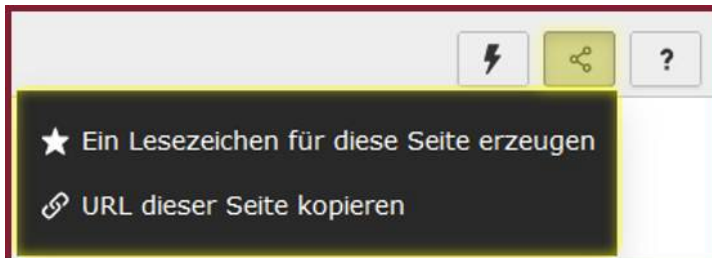 ?
Ein Lesezeichen für diese Seite erzeugen
URL dieser Seite kopieren